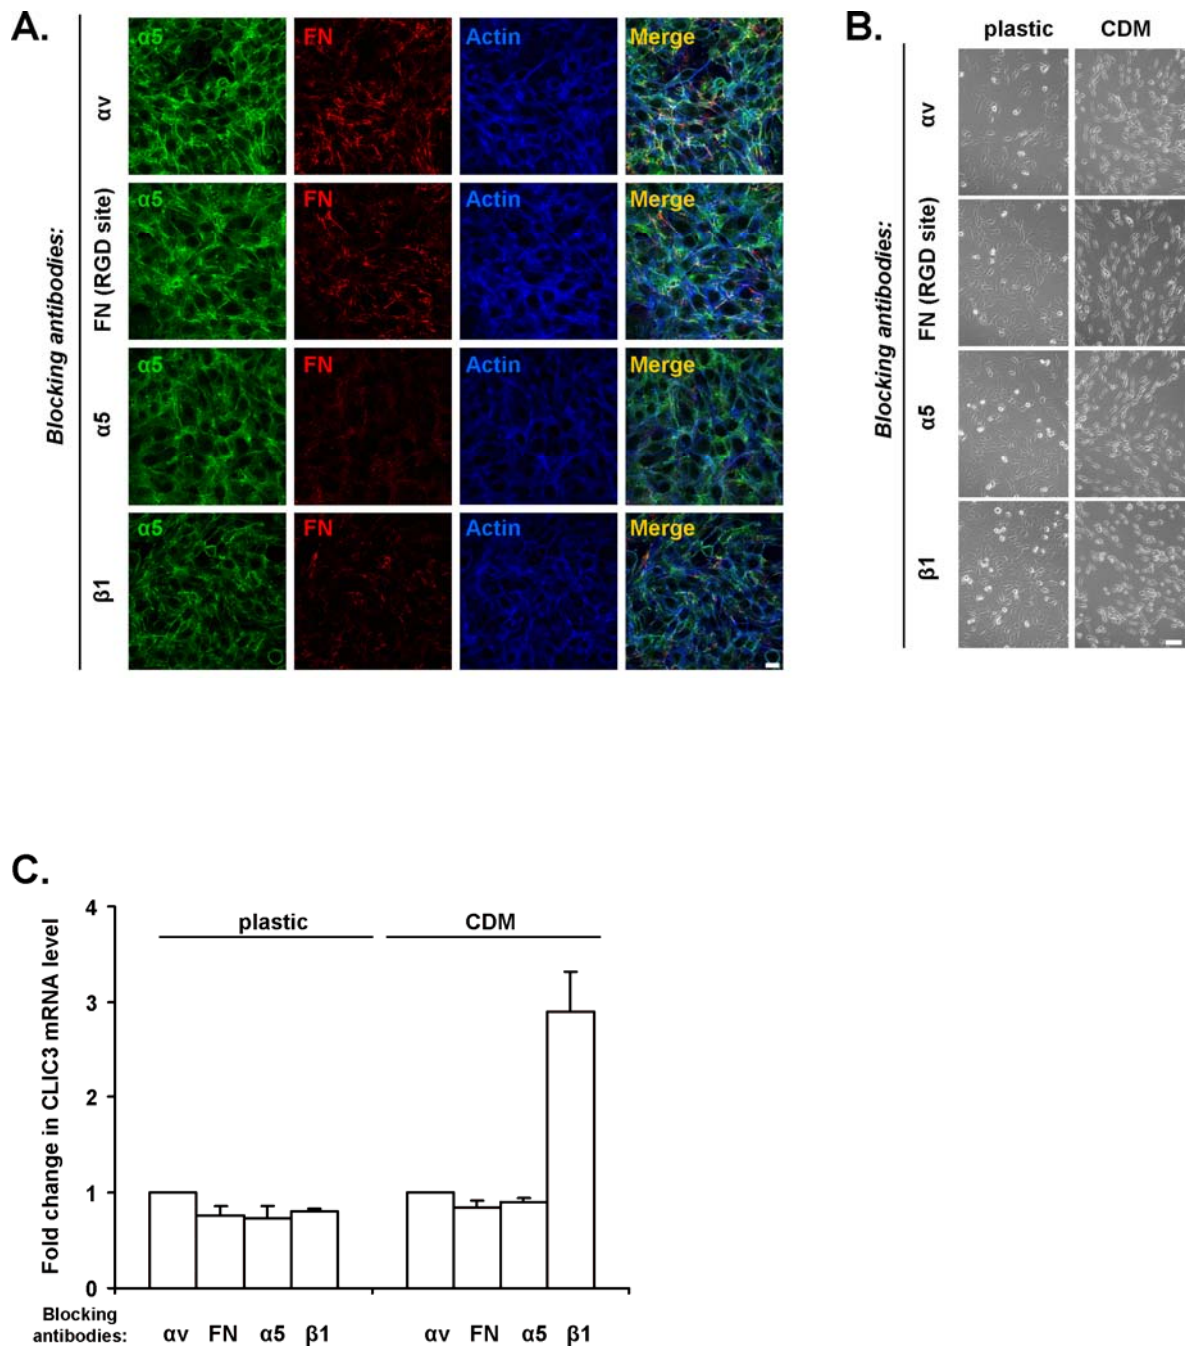 A.
Blocking antibodies:
αv
α5
FN
Actin
Merge
FN (RGD site)
α5
FN
Actin
Merge
α5
α5
FN
Actin
Merge
β1
α5
FN
Actin
Merge
B.
plastic
CDM
Blocking antibodies:
αv
FN (RGD site)
α5
β1
C.
Fold change in CLIC3 mRNA level
4
3
2
1
0
plastic
CDM
Blocking
antibodies:
αv FN α5 β1
αv FN α5 β1